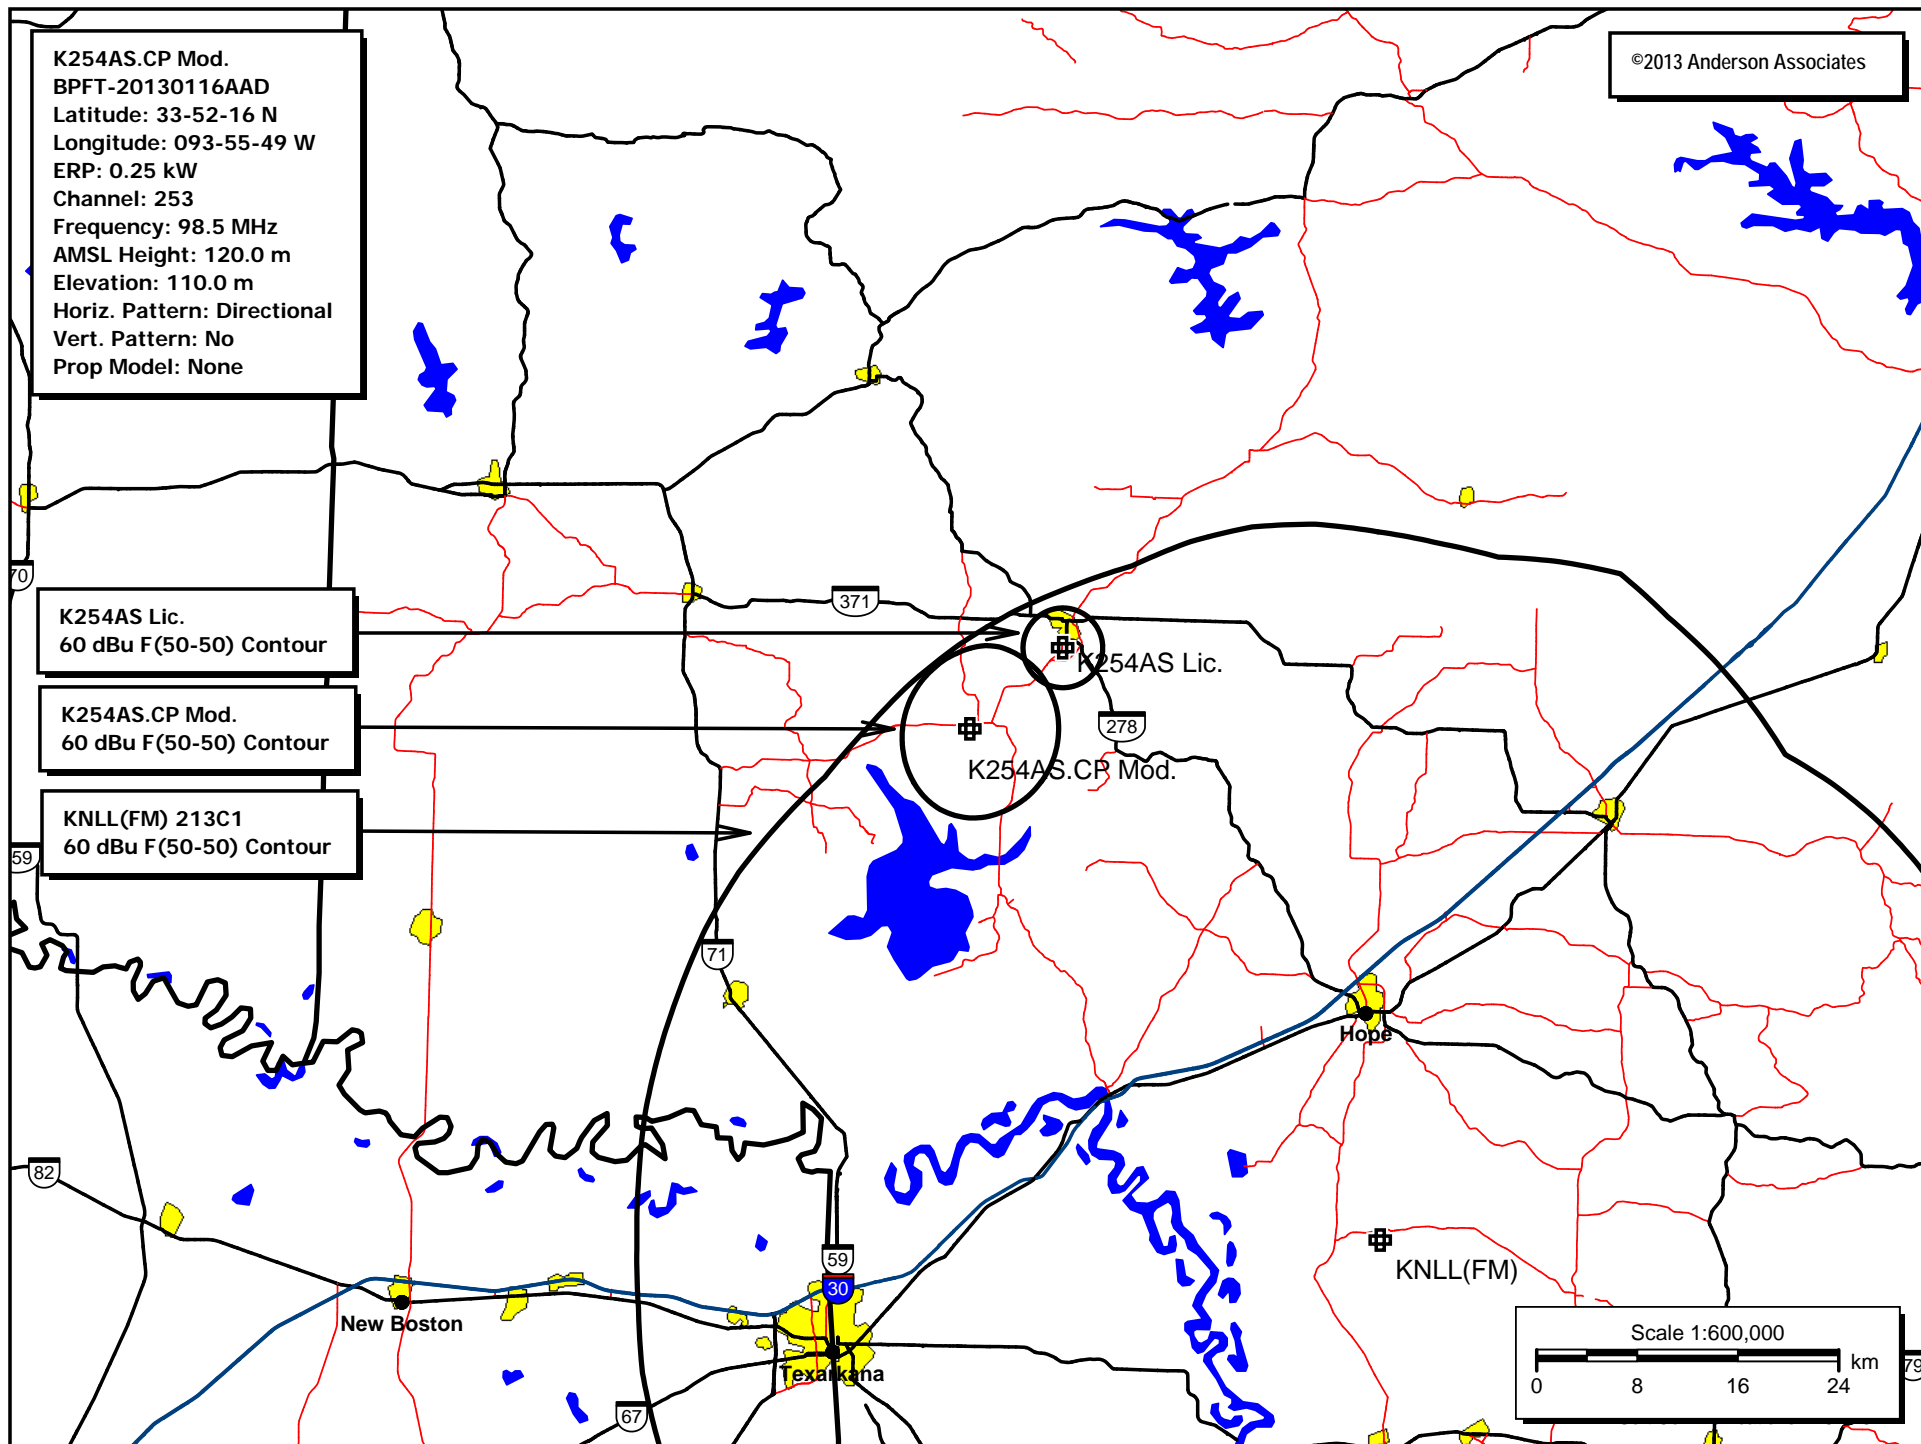 K254AS.CP Mod.
BPFT-20130116AAD
Latitude: 33-52-16 N
Longitude: 093-55-49 W
ERP: 0.25 kW
Channel: 253
Frequency: 98.5 MHz
AMSL Height: 120.0 m
Elevation: 110.0 m
Horiz. Pattern: Directional
Vert. Pattern: No
Prop Model: None
©2013 Anderson Associates
70
371
K254AS Lic.
60 dBu F(50-50) Contour
K254AS Lic.
K254AS.CP Mod.
60 dBu F(50-50) Contour
278
K254AS.CP Mod.
KNLL(FM) 213C1
60 dBu F(50-50) Contour
59
71
Hope
82
59
30
KNLL(FM)
New Boston
Texarkana
67
Scale 1:600,000
km
0 8 16 24
79